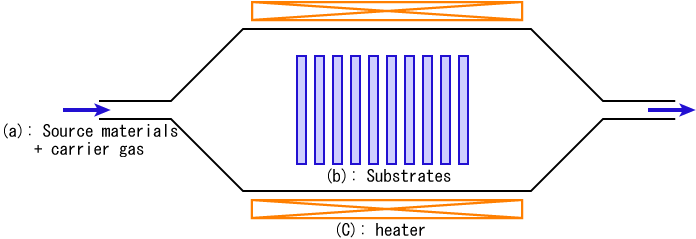 (a): Source materials
+ carrier gas
(b): Substrates
(C): heater